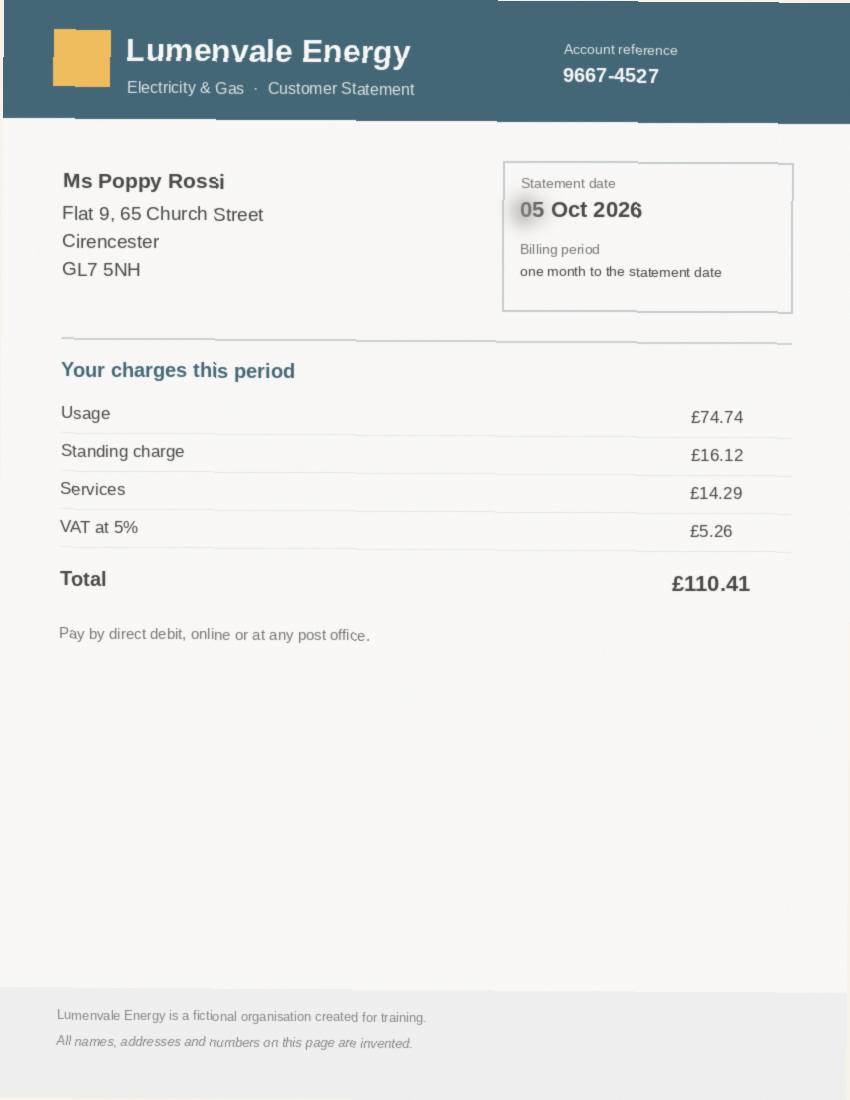 Lumenvale Energy
Electricity & Gas · Customer Statement
Account reference
9667-4527
Ms Poppy Rossi
Flat 9, 65 Church Street
Cirencester
GL7 5NH
Statement date
05 Oct 2026
Billing period
one month to the statement date
Your charges this period
Usage £74.74
Standing charge £16.12
Services £14.29
VAT at 5% £5.26
Total £110.41
Pay by direct debit, online or at any post office.
Lumenvale Energy is a fictional organisation created for training.
All names, addresses and numbers on this page are invented.